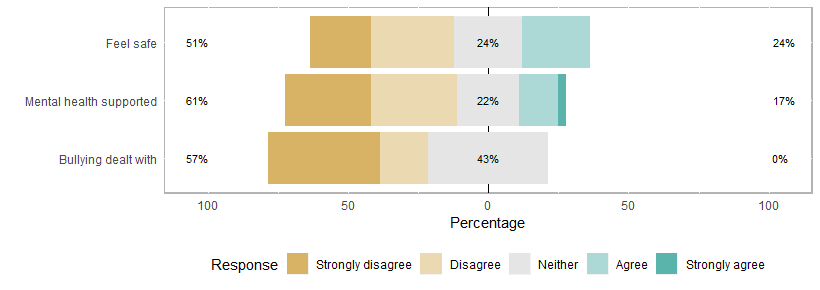 Feel safe 51% 24% 24%
Mental health supported 61% 22% 17%
Bullying dealt with 57% 43% 0%
100 50 0 50 100
Percentage
Response Strongly disagree Disagree Neither Agree Strongly agree